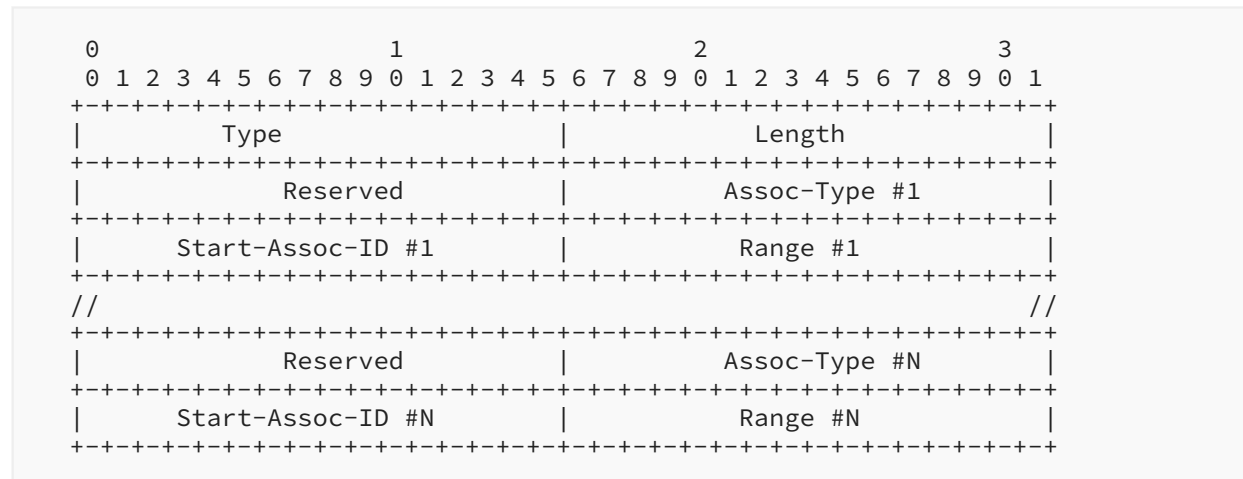 0                   1                   2                   3
 0 1 2 3 4 5 6 7 8 9 0 1 2 3 4 5 6 7 8 9 0 1 2 3 4 5 6 7 8 9 0 1
+-+-+-+-+-+-+-+-+-+-+-+-+-+-+-+-+-+-+-+-+-+-+-+-+-+-+-+-+-+-+-+-+
|         Type                  |            Length             |
+-+-+-+-+-+-+-+-+-+-+-+-+-+-+-+-+-+-+-+-+-+-+-+-+-+-+-+-+-+-+-+-+
|             Reserved          |          Assoc-Type #1        |
+-+-+-+-+-+-+-+-+-+-+-+-+-+-+-+-+-+-+-+-+-+-+-+-+-+-+-+-+-+-+-+-+
|      Start-Assoc-ID #1        |           Range #1            |
+-+-+-+-+-+-+-+-+-+-+-+-+-+-+-+-+-+-+-+-+-+-+-+-+-+-+-+-+-+-+-+-+
//                                                             //
+-+-+-+-+-+-+-+-+-+-+-+-+-+-+-+-+-+-+-+-+-+-+-+-+-+-+-+-+-+-+-+-+
|             Reserved          |          Assoc-Type #N        |
+-+-+-+-+-+-+-+-+-+-+-+-+-+-+-+-+-+-+-+-+-+-+-+-+-+-+-+-+-+-+-+-+
|      Start-Assoc-ID #N        |           Range #N            |
+-+-+-+-+-+-+-+-+-+-+-+-+-+-+-+-+-+-+-+-+-+-+-+-+-+-+-+-+-+-+-+-+